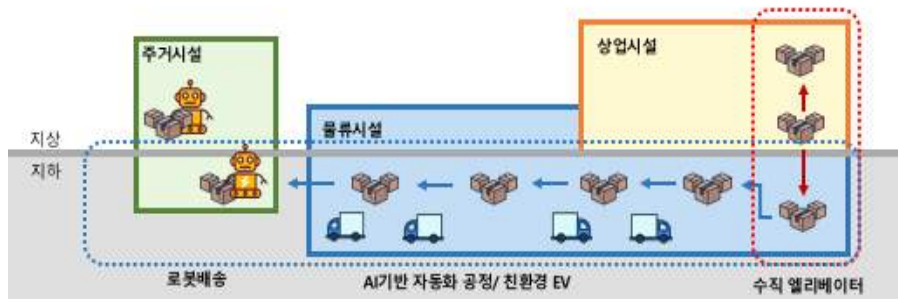 주거시설
상업시설
물류시설
지상
지하
로봇배송
AI기반 자동화 공정/ 친환경 EV
수직 엘리베이터